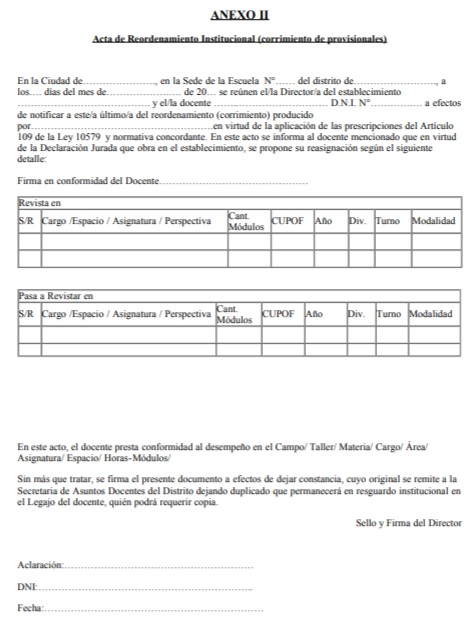 ANEXO II
Acta de Reordenamiento Institucional (corrimiento de provisionales)
En la Ciudad de........................, en la Sede de la Escuela Nº...... del distrito de........................, a
los.... días del mes de........................ de 20… se reúnen el/la Director/a del establecimiento
........................................ y el/la docente .................................. D.N.I. Nº.................. a efectos
de notificar a este/a último/a del reordenamiento (corrimiento) producido
por......................................................en virtud de la aplicación de las prescripciones del Artículo
109 de la Ley 10579 y normativa concordante. En este acto se informa al docente mencionado que en virtud
de la Declaración Jurada que obra en el establecimiento, se propone su reasignación según el siguiente
detalle:
Firma en conformidad del Docente............................................
Revista en
S/R Cargo /Espacio / Asignatura / Perspectiva Cant. Módulos CUPOF Año Div. Turno Modalidad
Pasa a Revistar en
S/R Cargo /Espacio / Asignatura / Perspectiva Cant. Módulos CUPOF Año Div. Turno Modalidad
En este acto, el docente presta conformidad al desempeño en el Campo/ Taller/ Materia/ Cargo/ Área/
Asignatura/ Espacio/ Horas-Módulos/
Sin más que tratar, se firma el presente documento a efectos de dejar constancia, cuyo original se remite a la
Secretaria de Asuntos Docentes del Distrito dejando duplicado que permanecerá en resguardo institucional en
el Legajo del docente, quién podrá requerir copia.
Sello y Firma del Director
Aclaración:........................................................
DNI:................................................................
Fecha:................................................................